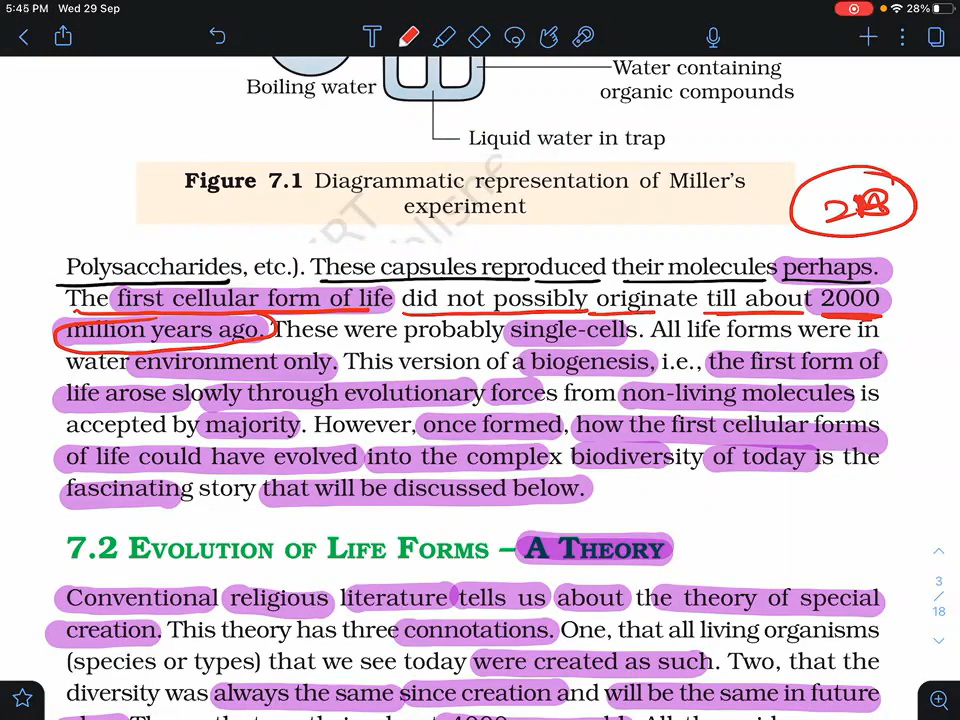 5:45 PM Wed 29 Sep
28%
Boiling water
Water containing
organic compounds
Liquid water in trap
Figure 7.1 Diagrammatic representation of Miller's
experiment
Polysaccharides, etc.). These capsules reproduced their molecules perhaps.
The first cellular form of life did not possibly originate till about 2000
million years ago. These were probably single-cells. All life forms were in
water environment only. This version of a biogenesis, i.e., the first form of
life arose slowly through evolutionary forces from non-living molecules is
accepted by majority. However, once formed, how the first cellular forms
of life could have evolved into the complex biodiversity of today is the
fascinating story that will be discussed below.
7.2 EVOLUTION OF LIFE FORMS – A THEORY
Conventional religious literature tells us about the theory of special
creation. This theory has three connotations. One, that all living organisms
(species or types) that we see today were created as such. Two, that the
diversity was always the same since creation and will be the same in future
3
/
18